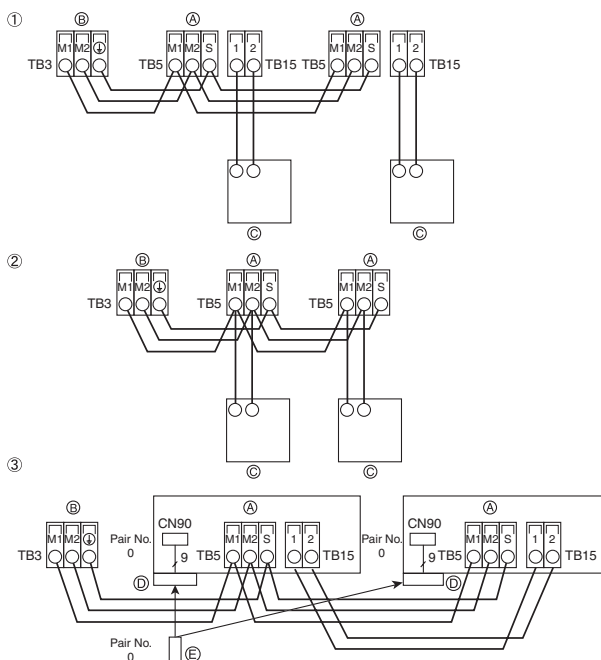 ①
Ⓑ Ⓐ Ⓐ
M1 M2 ⏚ M1 M2 S 1 2 M1 M2 S 1 2
TB3 TB5 TB15 TB5 TB15
Ⓒ Ⓒ
②
Ⓑ Ⓐ Ⓐ
M1 M2 ⏚ M1 M2 S M1 M2 S
TB3 TB5 TB5
Ⓒ Ⓒ
③
Ⓑ Ⓐ Ⓐ
CN90 CN90
M1 M2 ⏚ Pair No. M1 M2 S 1 2 Pair No. M1 M2 S 1 2
TB3 0 9 TB5 TB15 0 9 TB5 TB15
Ⓓ Ⓓ
Pair No.
0 Ⓔ